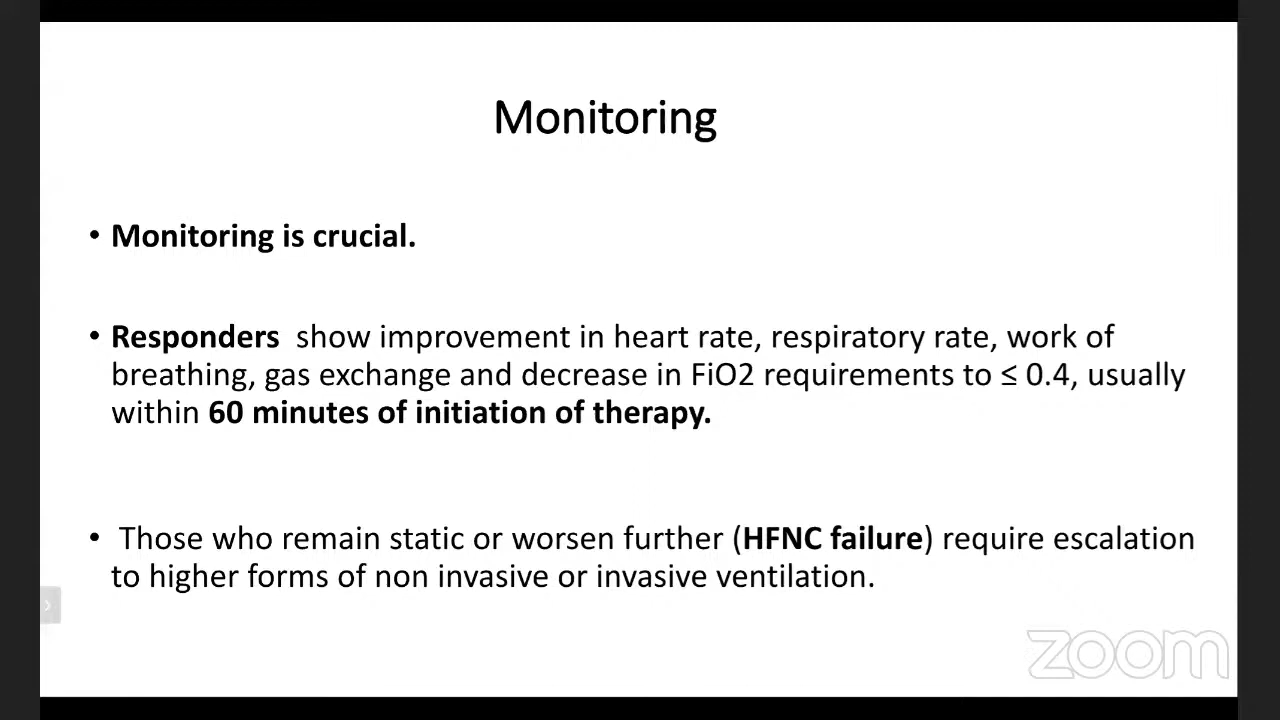 Monitoring
• Monitoring is crucial.
• Responders show improvement in heart rate, respiratory rate, work of
breathing, gas exchange and decrease in FiO2 requirements to ≤ 0.4, usually
within 60 minutes of initiation of therapy.
• Those who remain static or worsen further (HFNC failure) require escalation
to higher forms of non invasive or invasive ventilation.
zoom